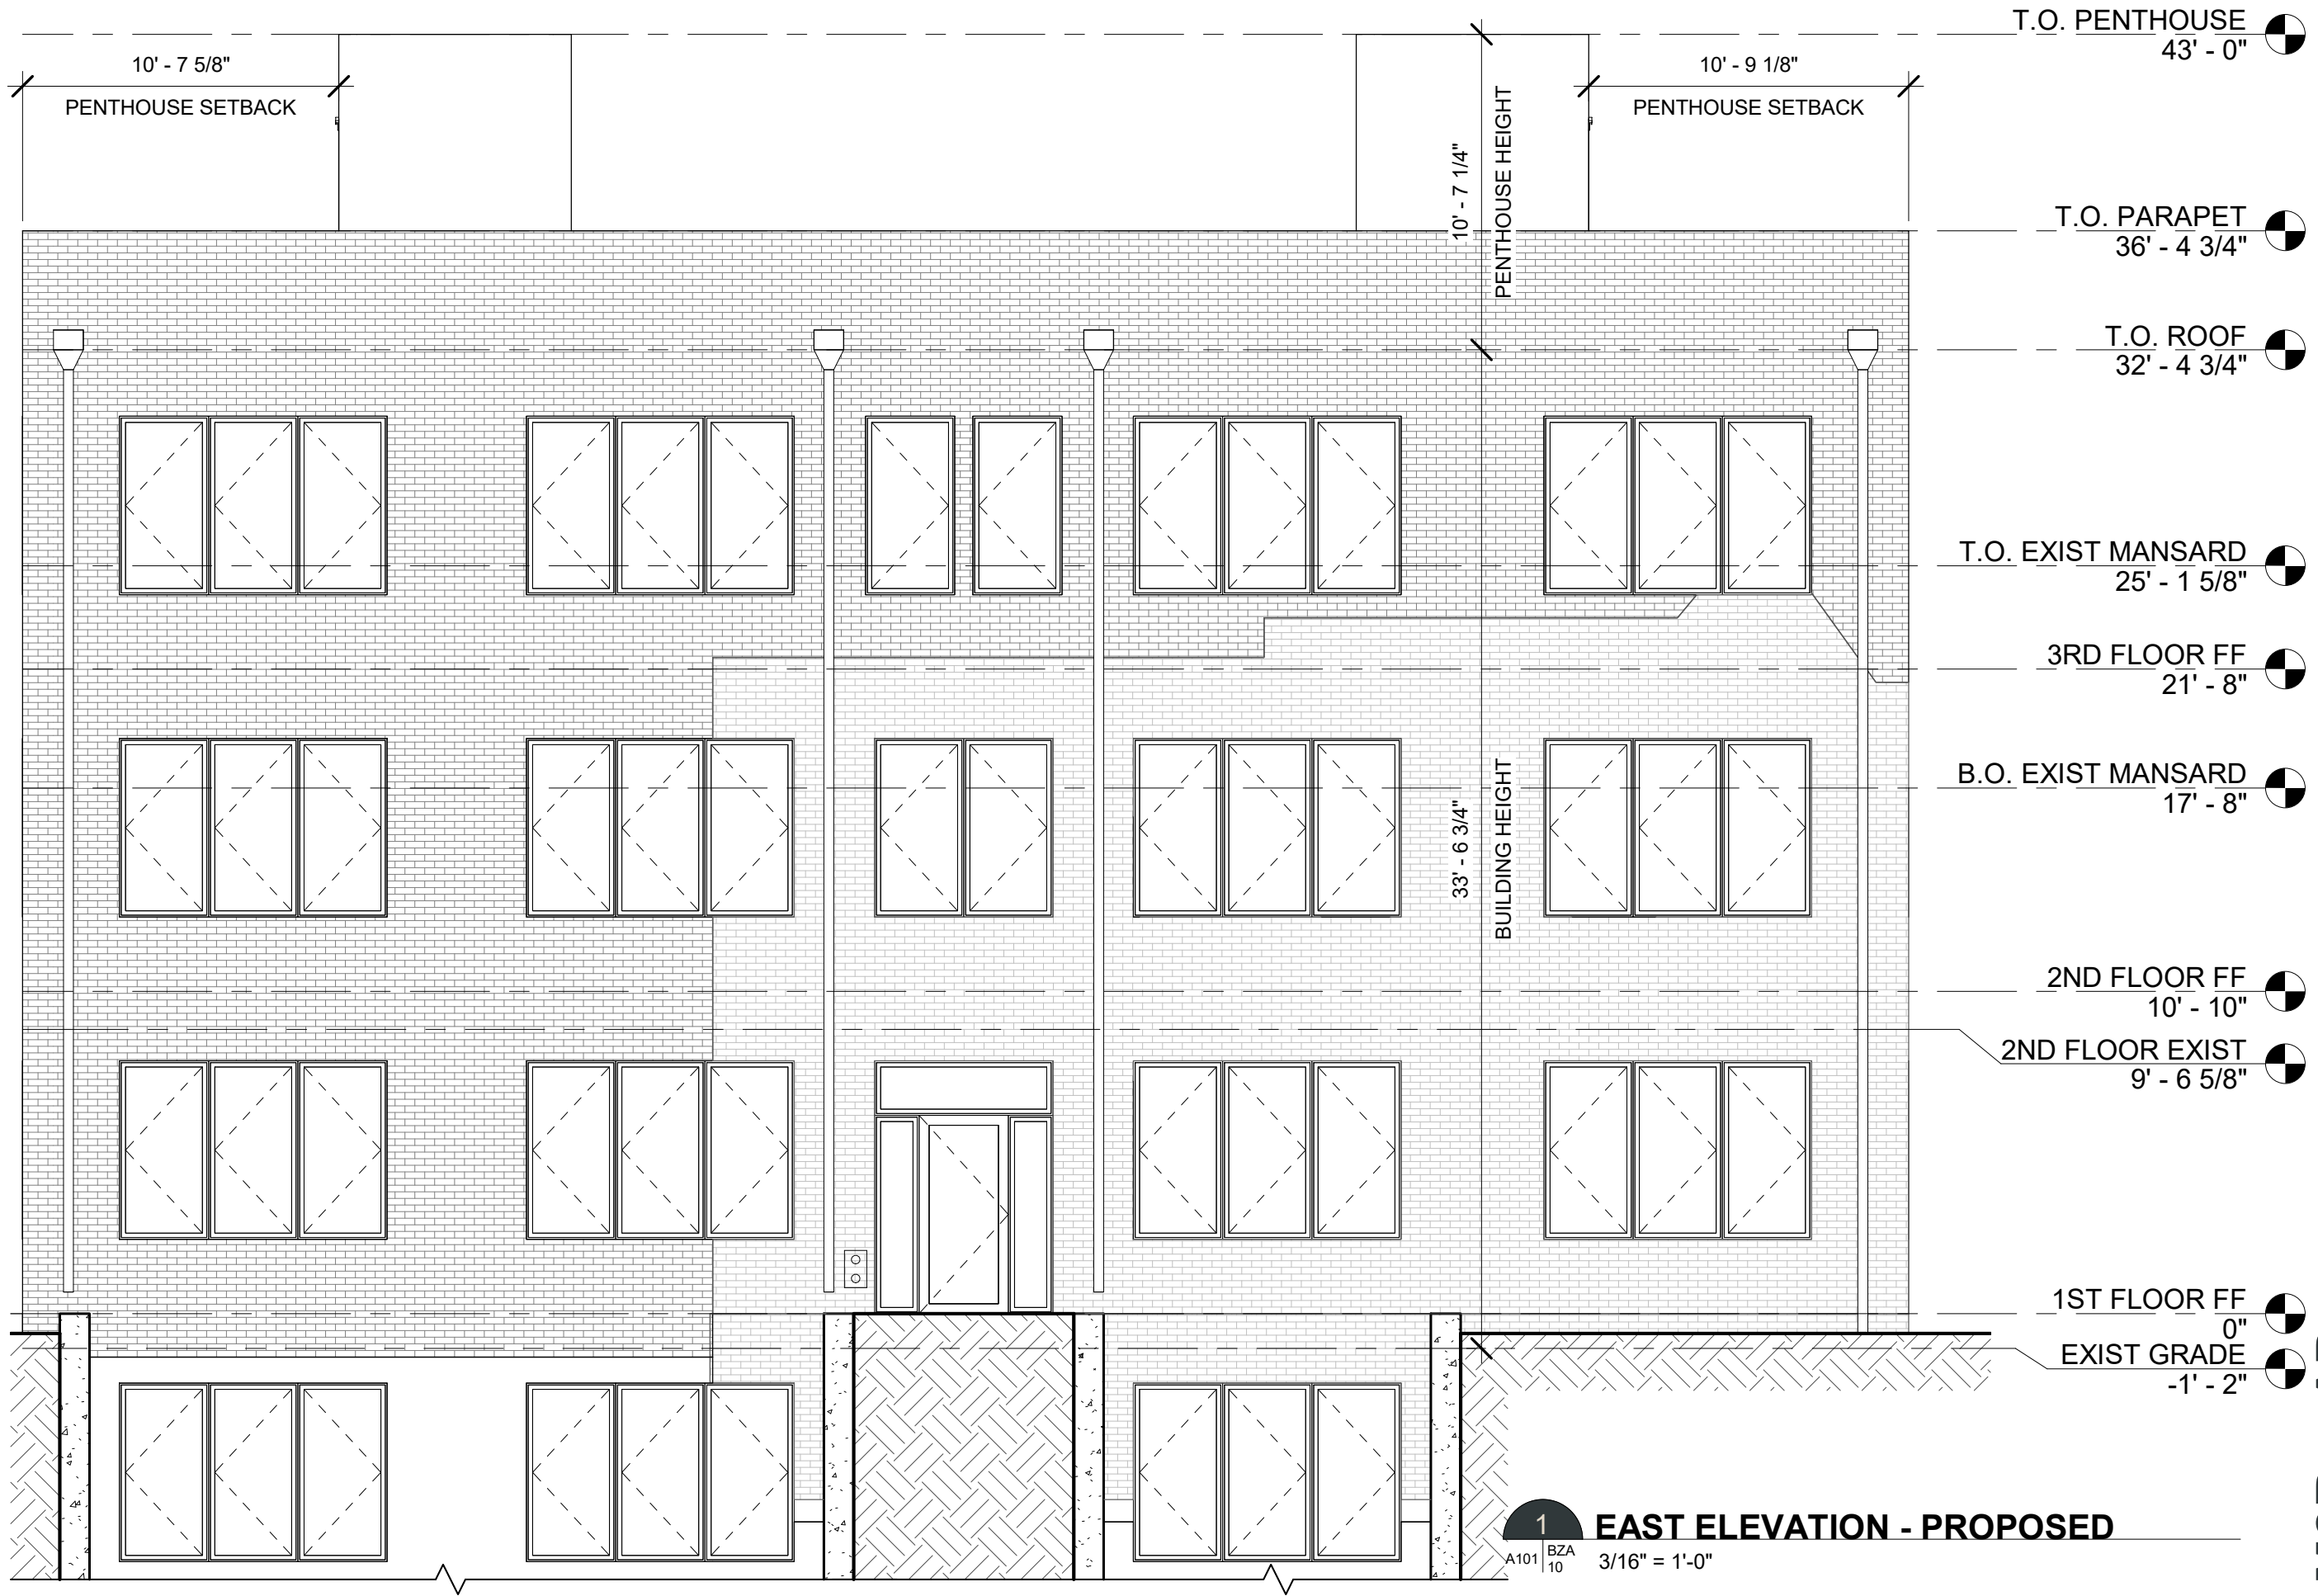 T.O. PENTHOUSE
43' - 0"
10' - 7 5/8"
PENTHOUSE SETBACK
10' - 9 1/8"
PENTHOUSE SETBACK
10' - 7 1/4"
PENTHOUSE HEIGHT
T.O. PARAPET
36' - 4 3/4"
T.O. ROOF
32' - 4 3/4"
T.O. EXIST MANSARD
25' - 1 5/8"
3RD FLOOR FF
21' - 8"
B.O. EXIST MANSARD
17' - 8"
33' - 6 3/4"
BUILDING HEIGHT
2ND FLOOR FF
10' - 10"
2ND FLOOR EXIST
9' - 6 5/8"
1ST FLOOR FF
0"
EXIST GRADE
-1' - 2"
1
A101
BZA
10
EAST ELEVATION - PROPOSED
3/16" = 1'-0"